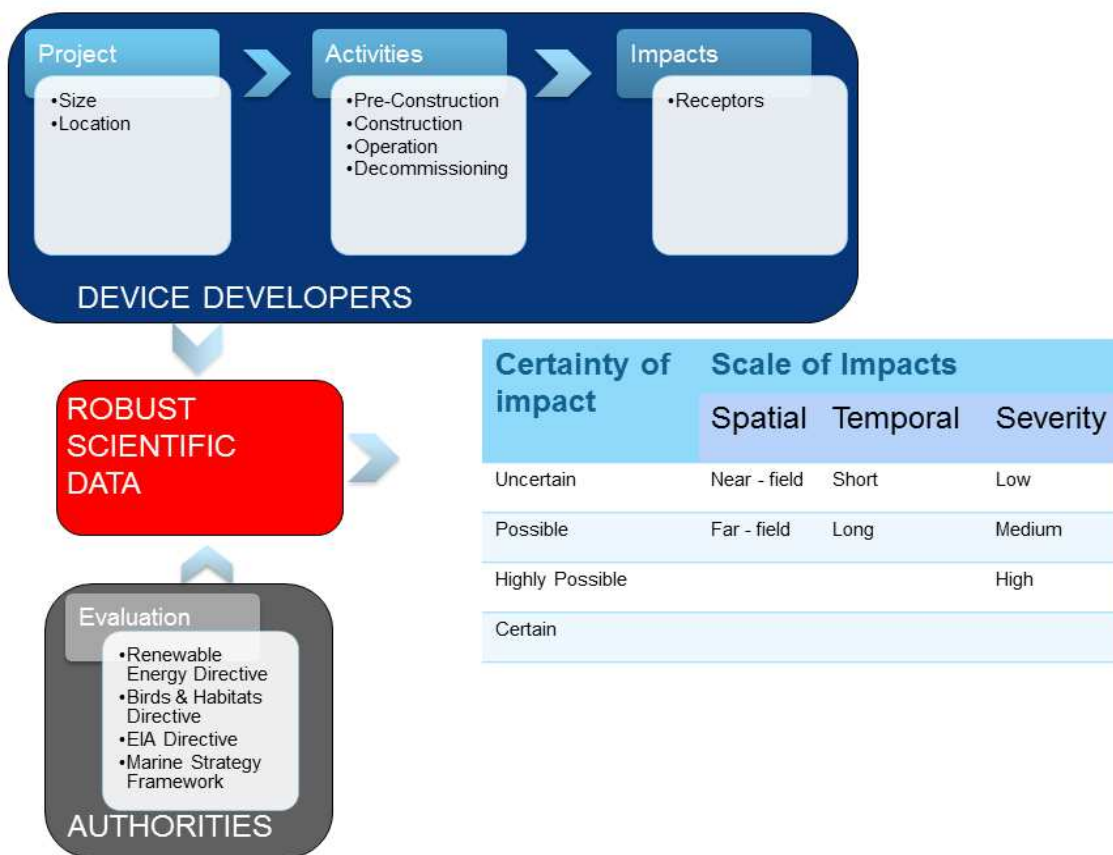 Project
•Size
•Location
Activities
•Pre-Construction
•Construction
•Operation
•Decommissioning
Impacts
•Receptors
DEVICE DEVELOPERS
ROBUST
SCIENTIFIC
DATA
Certainty of
impact
Scale of Impacts
Spatial Temporal Severity
Uncertain Near - field Short Low
Possible Far - field Long Medium
Highly Possible High
Certain
Evaluation
•Renewable
Energy Directive
•Birds & Habitats
Directive
•EIA Directive
•Marine Strategy
Framework
AUTHORITIES